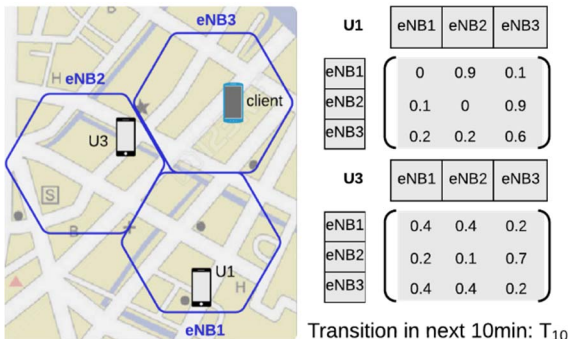 eNB3
H eNB2
client
U3
S
B
U1
H
eNB1
U1 eNB1 eNB2 eNB3
eNB1 0 0.9 0.1
eNB2 0.1 0 0.9
eNB3 0.2 0.2 0.6
U3 eNB1 eNB2 eNB3
eNB1 0.4 0.4 0.2
eNB2 0.2 0.1 0.7
eNB3 0.4 0.4 0.2
Transition in next 10min: T10